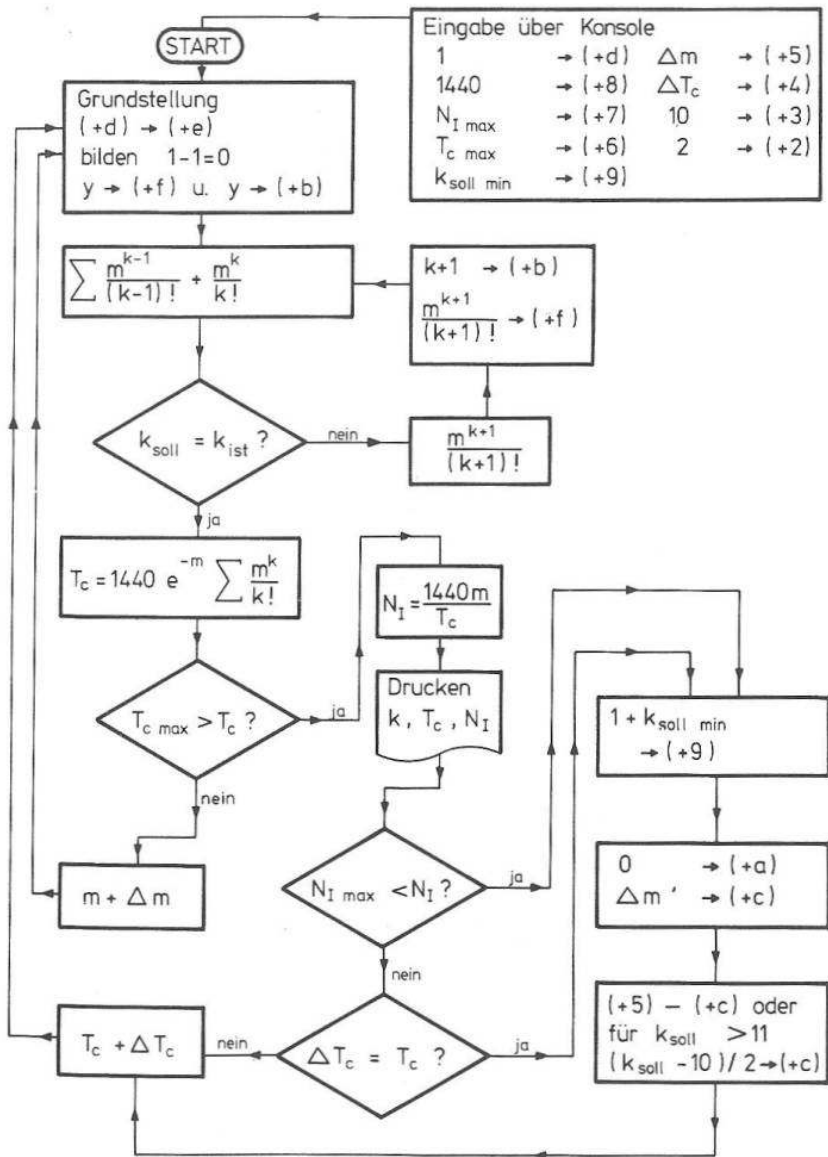 START
Eingabe über Konsole
1 → (+d) Δm → (+5)
1440 → (+8) ΔT_c → (+4)
N_I max → (+7) 10 → (+3)
T_c max → (+6) 2 → (+2)
k_soll min → (+9)
Grundstellung
(+d) → (+e)
bilden 1-1=0
y → (+f) u. y → (+b)
∑ m^(k-1)/(k-1)! + m^k/k!
k+1 → (+b)
m^(k+1)/(k+1)! → (+f)
k_soll = k_ist ?
nein
m^(k+1)/(k+1)!
ja
T_c = 1440 e^(-m) ∑ m^k/k!
N_I = 1440 m/T_c
T_c max > T_c ?
ja
Drucken
k, T_c, N_I
nein
1 + k_soll min
→ (+9)
m + Δm
N_I max < N_I ?
ja
0 → (+a)
Δm ' → (+c)
nein
T_c + ΔT_c
nein
ΔT_c = T_c ?
ja
(+5) — (+c) oder
für k_soll > 11
(k_soll -10)/2→(+c)